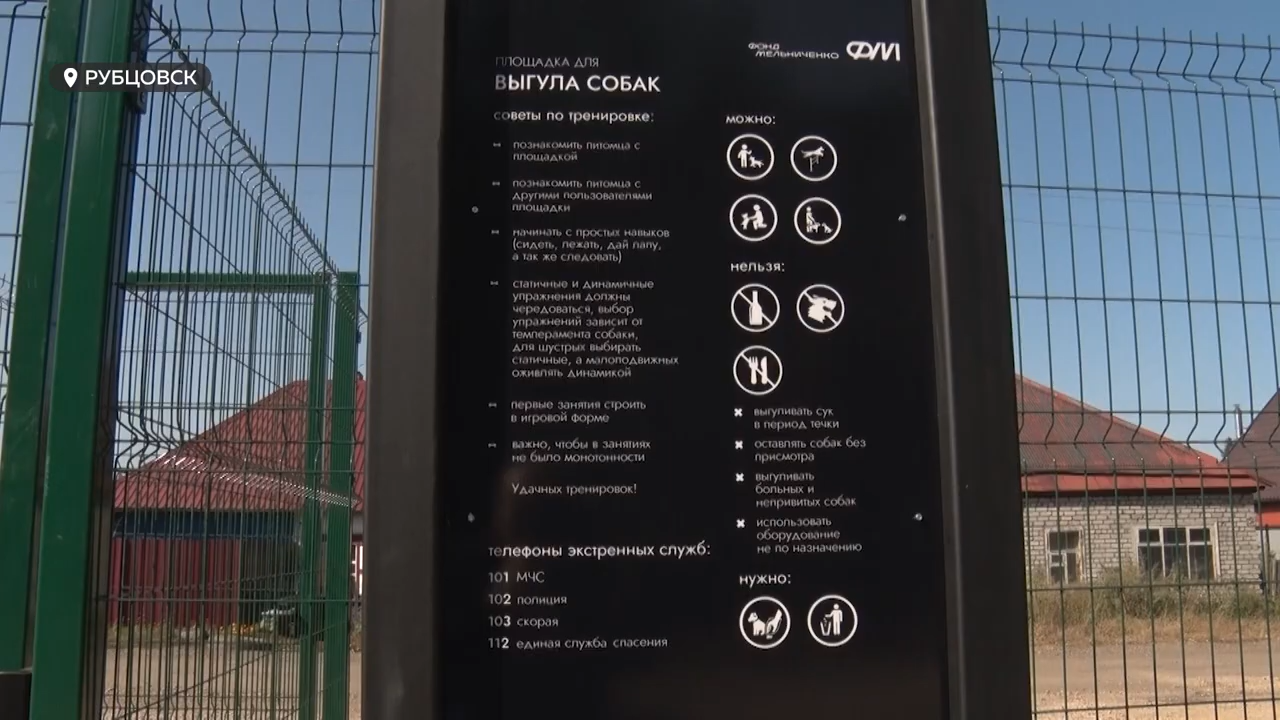 РУБЦОВСК
ФОНД
МЕЛЬНИЧЕНКО
ФМ
ПЛОЩАДКА ДЛЯ
ВЫГУЛА СОБАК
советы по тренировке:
познакомить питомца с
площадкой
познакомить питомца с
другими пользователями
площадки
начинать с простых навыков
(сидеть, лежать, дай лапу,
а так же следовать)
статичные и динамичные
упражнения должны
чередоваться, выбор
упражнений зависит от
темперамента собаки,
для шустрых выбирать
статичные, а малоподвижных
оживлять динамикой
первые занятия строить
в игровой форме
важно, чтобы в занятиях
не было монотонности
Удачных тренировок!
телефоны экстренных служб:
101 МЧС
102 полиция
103 скорая
112 единая служба спасения
можно:
нельзя:
выгуливать сук
в период течки
оставлять собак без
присмотра
выгуливать
больных и
непривитых собак
использовать
оборудование
не по назначению
нужно: